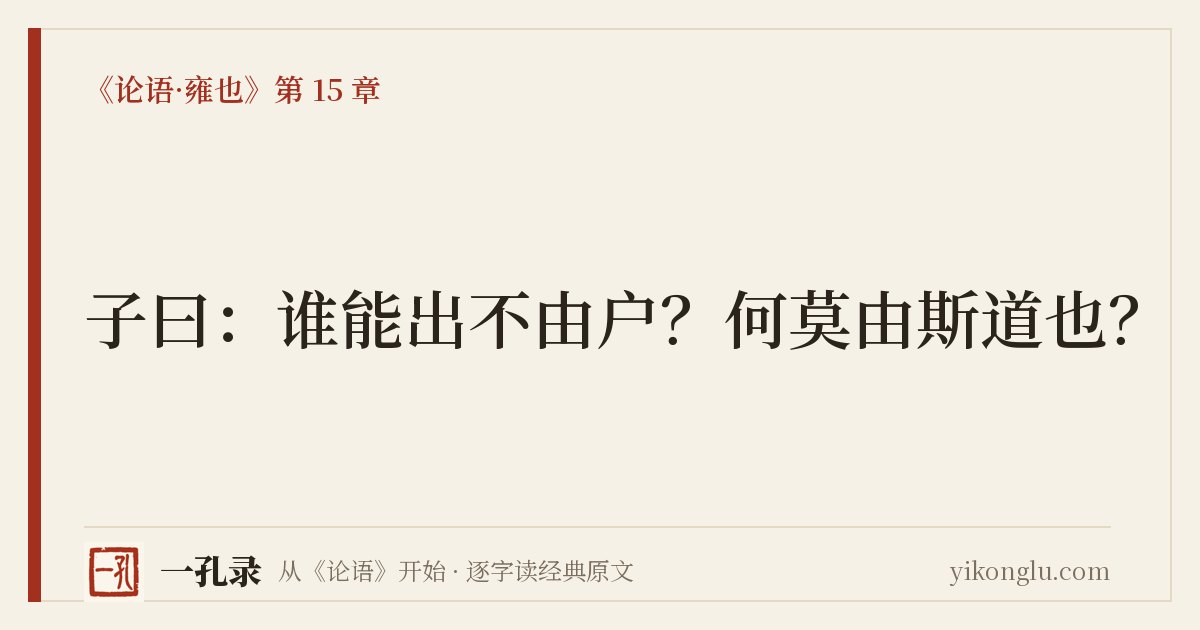 《论语·雍也》第 15 章
子曰：谁能出不由户？何莫由斯道也？
一孔
一孔录 从《论语》开始 · 逐字读经典原文 yikonglu.com